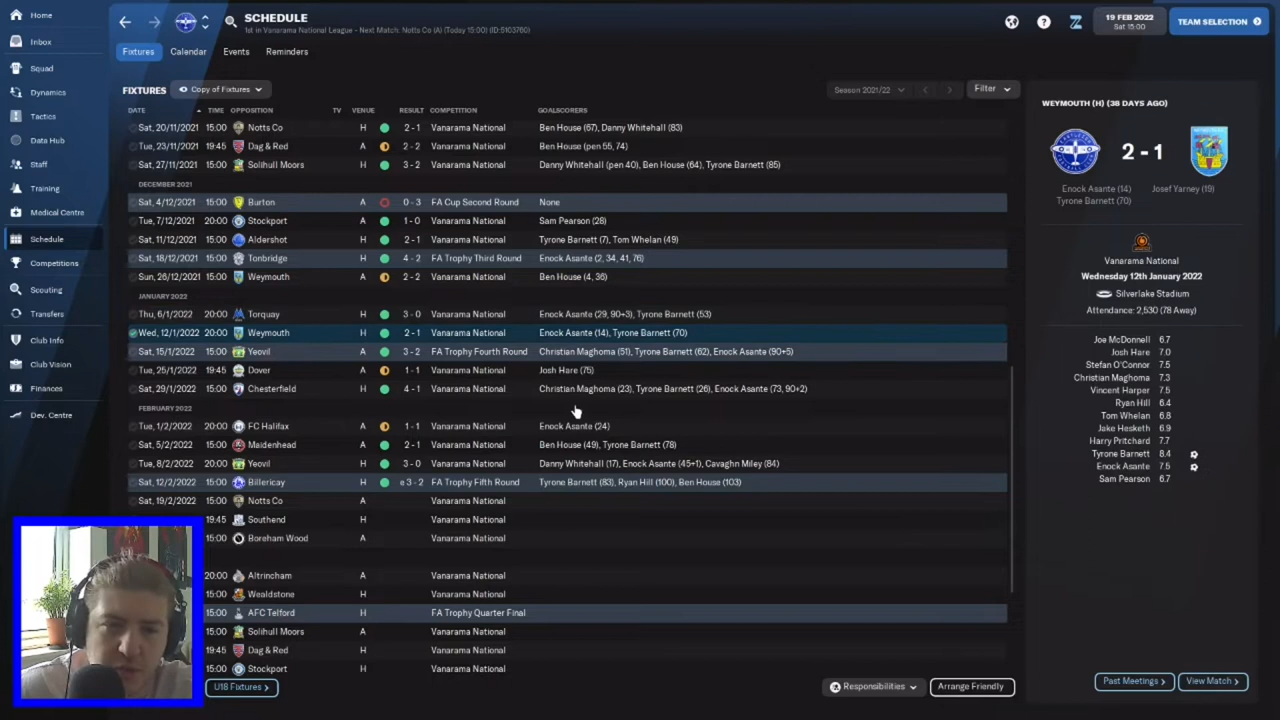 Home
SCHEDULE
1st in Vanarama National League - Next Match: Notts Co (A) (Today 15:00) (ID:5103760)
19 FEB 2022
Sat 15:00
TEAM SELECTION
Inbox
Fixtures Calendar Events Reminders
Squad
Dynamics
FIXTURES Copy of Fixtures Season 2021/22 Filter
Tactics
DATE TIME OPPOSITION TV VENUE RESULT COMPETITION GOALSCORERS
Sat, 20/11/2021 15:00 Notts Co H 2 - 1 Vanarama National Ben House (67), Danny Whitehall (83)
Data Hub
Tue, 23/11/2021 19:45 Dag & Red A Vanarama National Ben House (pen 55, 74)
Staff
Sat, 27/11/2021 15:00 Solihull Moors H 3 - 2 Vanarama National Danny Whitehall (pen 40), Ben House (64), Tyrone Barnett (85)
Training
DECEMBER 2021
Sat, 4/12/2021 15:00 Burton A 0 - 3 FA Cup Second Round None
Medical Centre
Tue, 7/12/2021 20:00 Stockport A 1 - 0 Vanarama National Sam Pearson (28)
Schedule
Sat, 11/12/2021 15:00 Aldershot H 2 - 1 Vanarama National Tyrone Barnett (7), Tom Whelan (49)
Competitions
Sat, 18/12/2021 15:00 Tonbridge H 4 - 2 FA Trophy Third Round Enock Asante (2, 34, 41, 76)
Sun, 26/12/2021 15:00 Weymouth A 2 - 2 Vanarama National Ben House (4, 36)
Scouting
JANUARY 2022
Transfers
Thu, 6/1/2022 20:00 Torquay H 3 - 0 Vanarama National Enock Asante (29, 90+3), Tyrone Barnett (53)
Club Info
Wed, 12/1/2022 20:00 Weymouth H 2 - 1 Vanarama National Enock Asante (14), Tyrone Barnett (70)
Sat, 15/1/2022 15:00 Yeovil A 3 - 2 FA Trophy Fourth Round Christian Maghoma (51), Tyrone Barnett (62), Enock Asante (90+5)
Club Vision
Tue, 25/1/2022 19:45 Dover A 1 - 1 Vanarama National Josh Hare (75)
Finances
Sat, 29/1/2022 15:00 Chesterfield H 4 - 1 Vanarama National Christian Maghoma (23), Tyrone Barnett (26), Enock Asante (73, 90+2)
FEBRUARY 2022
Dev. Centre
Tue, 1/2/2022 20:00 FC Halifax A 1 - 1 Vanarama National Enock Asante (24)
Sat, 5/2/2022 15:00 Maidenhead A 2 - 1 Vanarama National Ben House (49), Tyrone Barnett (78)
Tue, 8/2/2022 20:00 Yeovil H 3 - 0 Vanarama National Danny Whitehall (17), Enock Asante (45+1), Cavaghn Miley (84)
Sat, 12/2/2022 15:00 Billericay H e 3 - 2 FA Trophy Fifth Round Tyrone Barnett (83), Ryan Hill (100), Ben House (103)
Sat, 19/2/2022 15:00 Notts Co A Vanarama National
19:45 Southend H Vanarama National
15:00 Boreham Wood A Vanarama National
20:00 Altrincham A Vanarama National
15:00 Wealdstone H Vanarama National
15:00 AFC Telford H FA Trophy Quarter Final
15:00 Solihull Moors A Vanarama National
19:45 Dag & Red H Vanarama National
15:00 Stockport H Vanarama National
U18 Fixtures
Responsibilities
Arrange Friendly
WEYMOUTH (H) (38 DAYS AGO)
2 - 1
Enock Asante (14) Josef Yarney (19)
Tyrone Barnett (70)
Vanarama National
Wednesday 12th January 2022
Silverlake Stadium
Attendance: 2,530 (78 Away)
Joe McDonnell 6.7
Josh Hare 7.0
Stefan O'Connor 7.5
Christian Maghoma 7.3
Vincent Harper 7.5
Ryan Hill 6.4
Tom Whelan 6.8
Jake Hesketh 6.9
Harry Pritchard 7.7
Tyrone Barnett 8.4
Enock Asante 7.5
Sam Pearson 6.7
Past Meetings
View Match